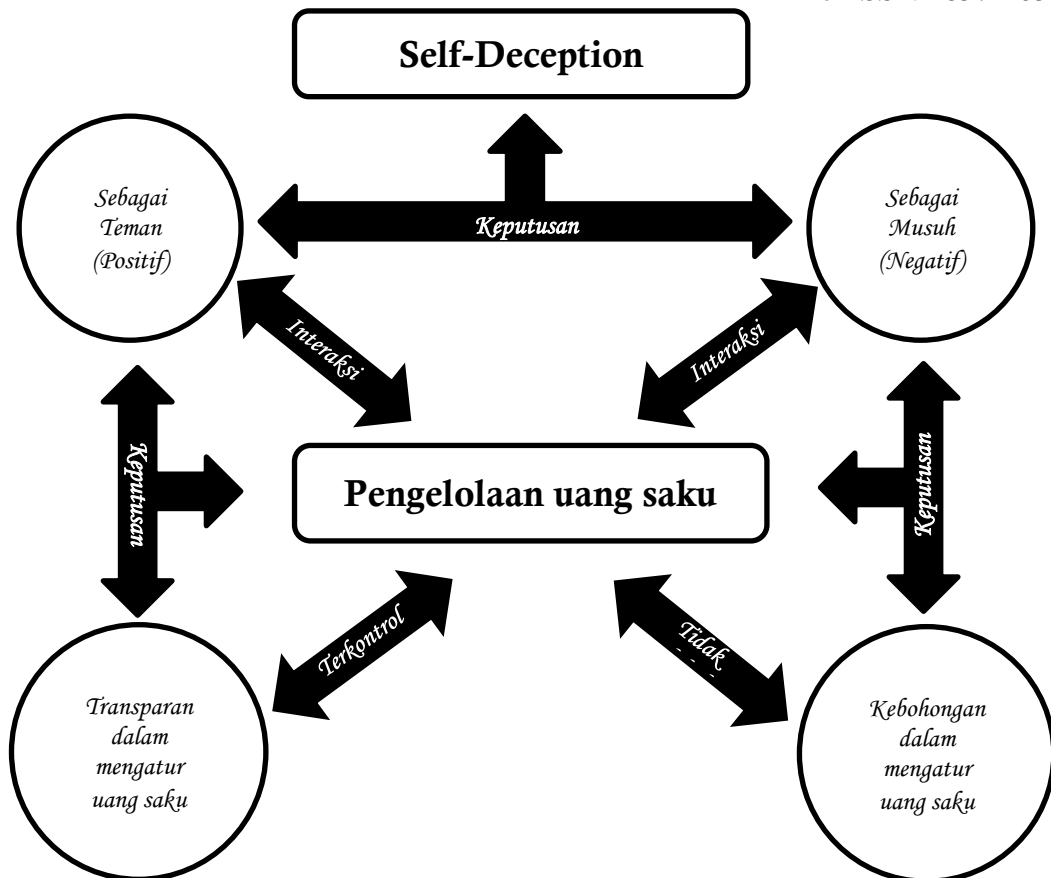 Self-Deception
Sebagai
Teman
(Positif)
Sebagai
Musuh
(Negatif)
Keputusan
Interaksi
Interaksi
Keputusan
Keputusan
Pengelolaan uang saku
Terkontrol
Tidak
Transparan
dalam
mengatur
uang saku
Kebohongan
dalam
mengatur
uang saku